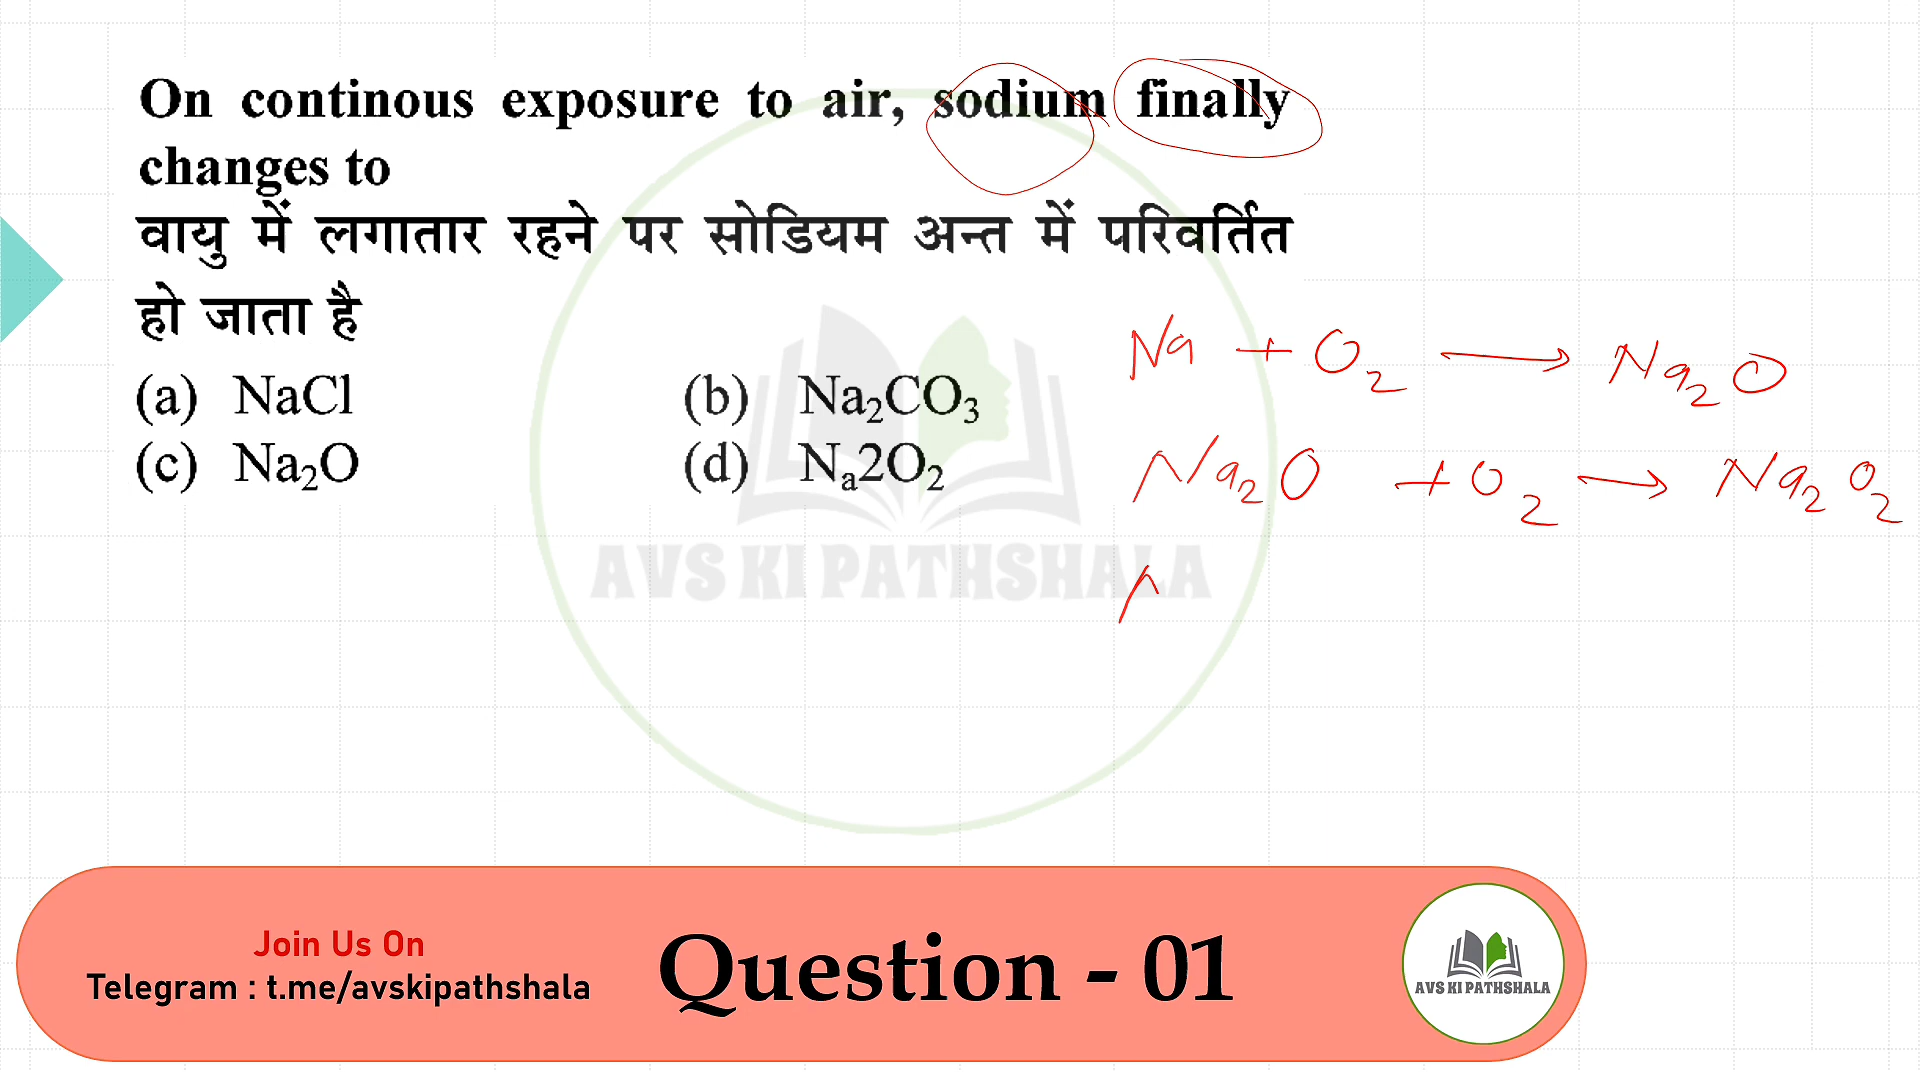 On continous exposure to air, sodium finally
changes to
वायु में लगातार रहने पर सोडियम अन्त में परिवर्तित
हो जाता है
(a) NaCl (b) Na₂CO₃
(c) Na₂O (d) Nₐ2O₂
Na + O₂ → Na₂O
Na₂O + O₂ → Na₂O₂
AVS KI PATHSHALA
Join Us On
Telegram : t.me/avskipathshala
Question - 01
AVS KI PATHSHALA